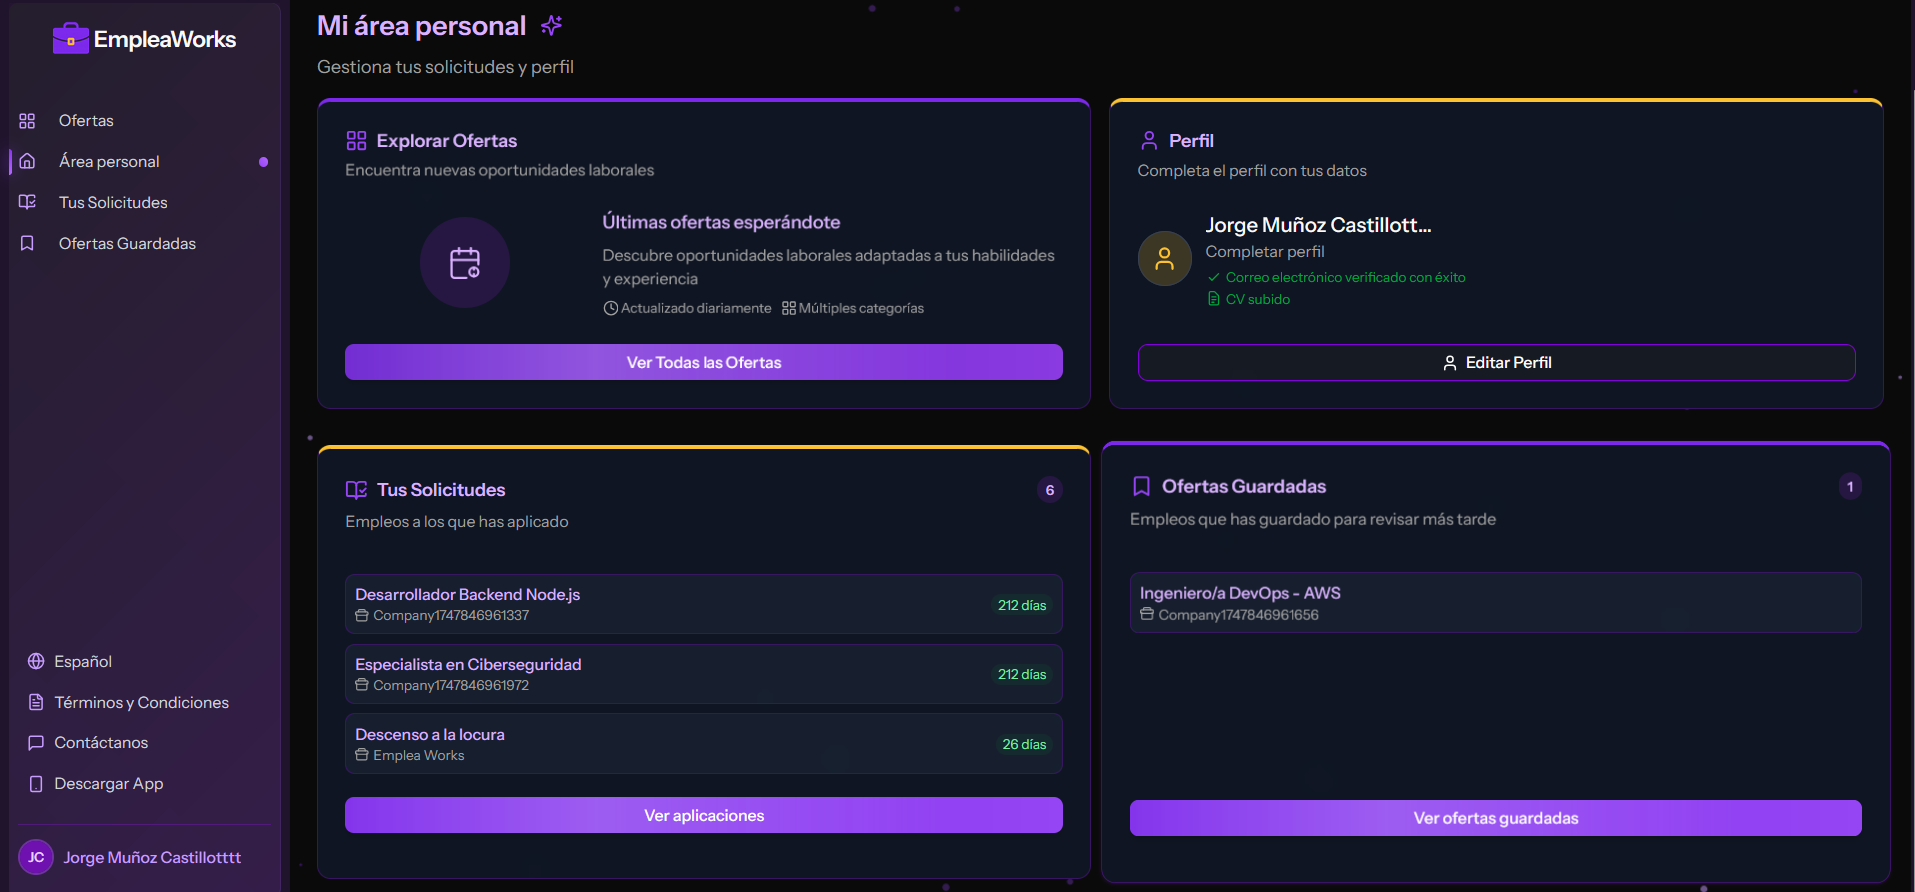 EmpleaWorks
Ofertas
Área personal
Tus Solicitudes
Ofertas Guardadas
Español
Términos y Condiciones
Contáctanos
Descargar App
JC
Jorge Muñoz Castillotttt
Mi área personal
Gestiona tus solicitudes y perfil
Explorar Ofertas
Encuentra nuevas oportunidades laborales
Últimas ofertas esperándote
Descubre oportunidades laborales adaptadas a tus habilidades
y experiencia
Actualizado diariamente Múltiples categorías
Ver Todas las Ofertas
Perfil
Completa el perfil con tus datos
Jorge Muñoz Castillott...
Completar perfil
Correo electrónico verificado con éxito
CV subido
Editar Perfil
Tus Solicitudes 6
Empleos a los que has aplicado
Desarrollador Backend Node.js
Company1747846961337
212 días
Especialista en Ciberseguridad
Company1747846961972
212 días
Descenso a la locura
Emplea Works
26 días
Ver aplicaciones
Ofertas Guardadas 1
Empleos que has guardado para revisar más tarde
Ingeniero/a DevOps - AWS
Company1747846961656
Ver ofertas guardadas